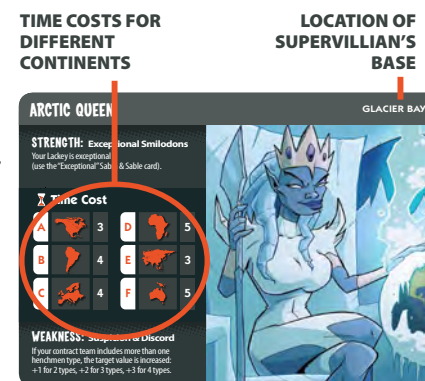 TIME COSTS FOR
DIFFERENT
CONTINENTS
LOCATION OF
SUPERVILLIAN'S
BASE
ARCTIC QUEEN
GLACIER BAY
STRENGTH: Exceptional Smilodons
Your Lackey is exceptional
(use the "Exceptional" Sable & Sable card).
Time Cost
A 3 D 5
B 4 E 3
C 4 F 5
WEAKNESS: Suspicion & Discord
If your contract team includes more than one
henchmen type, the target value is increased:
+1 for 2 types, +2 for 3 types, +3 for 4 types.